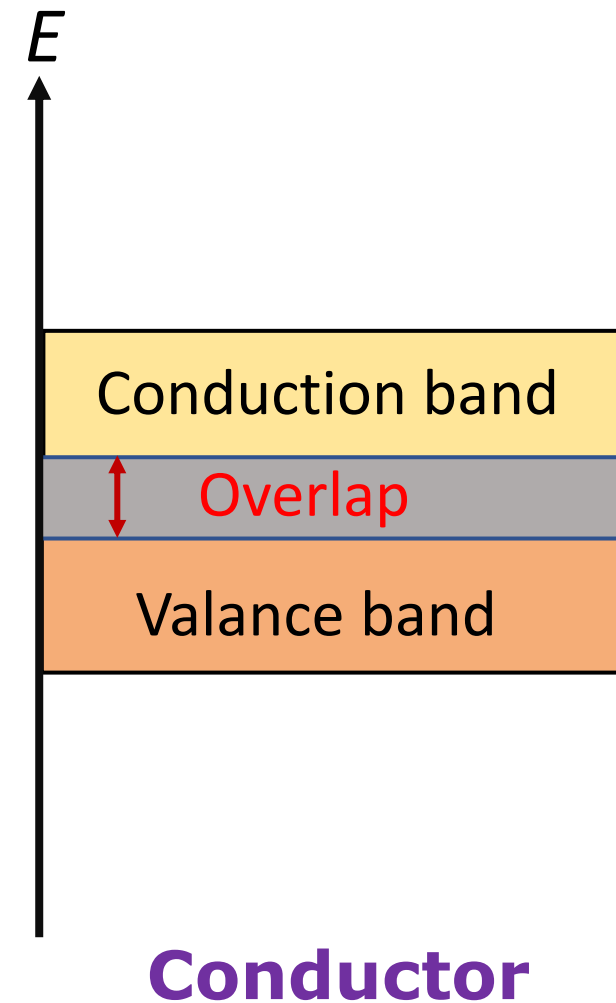 E
Conduction band
Overlap
Valance band
Conductor